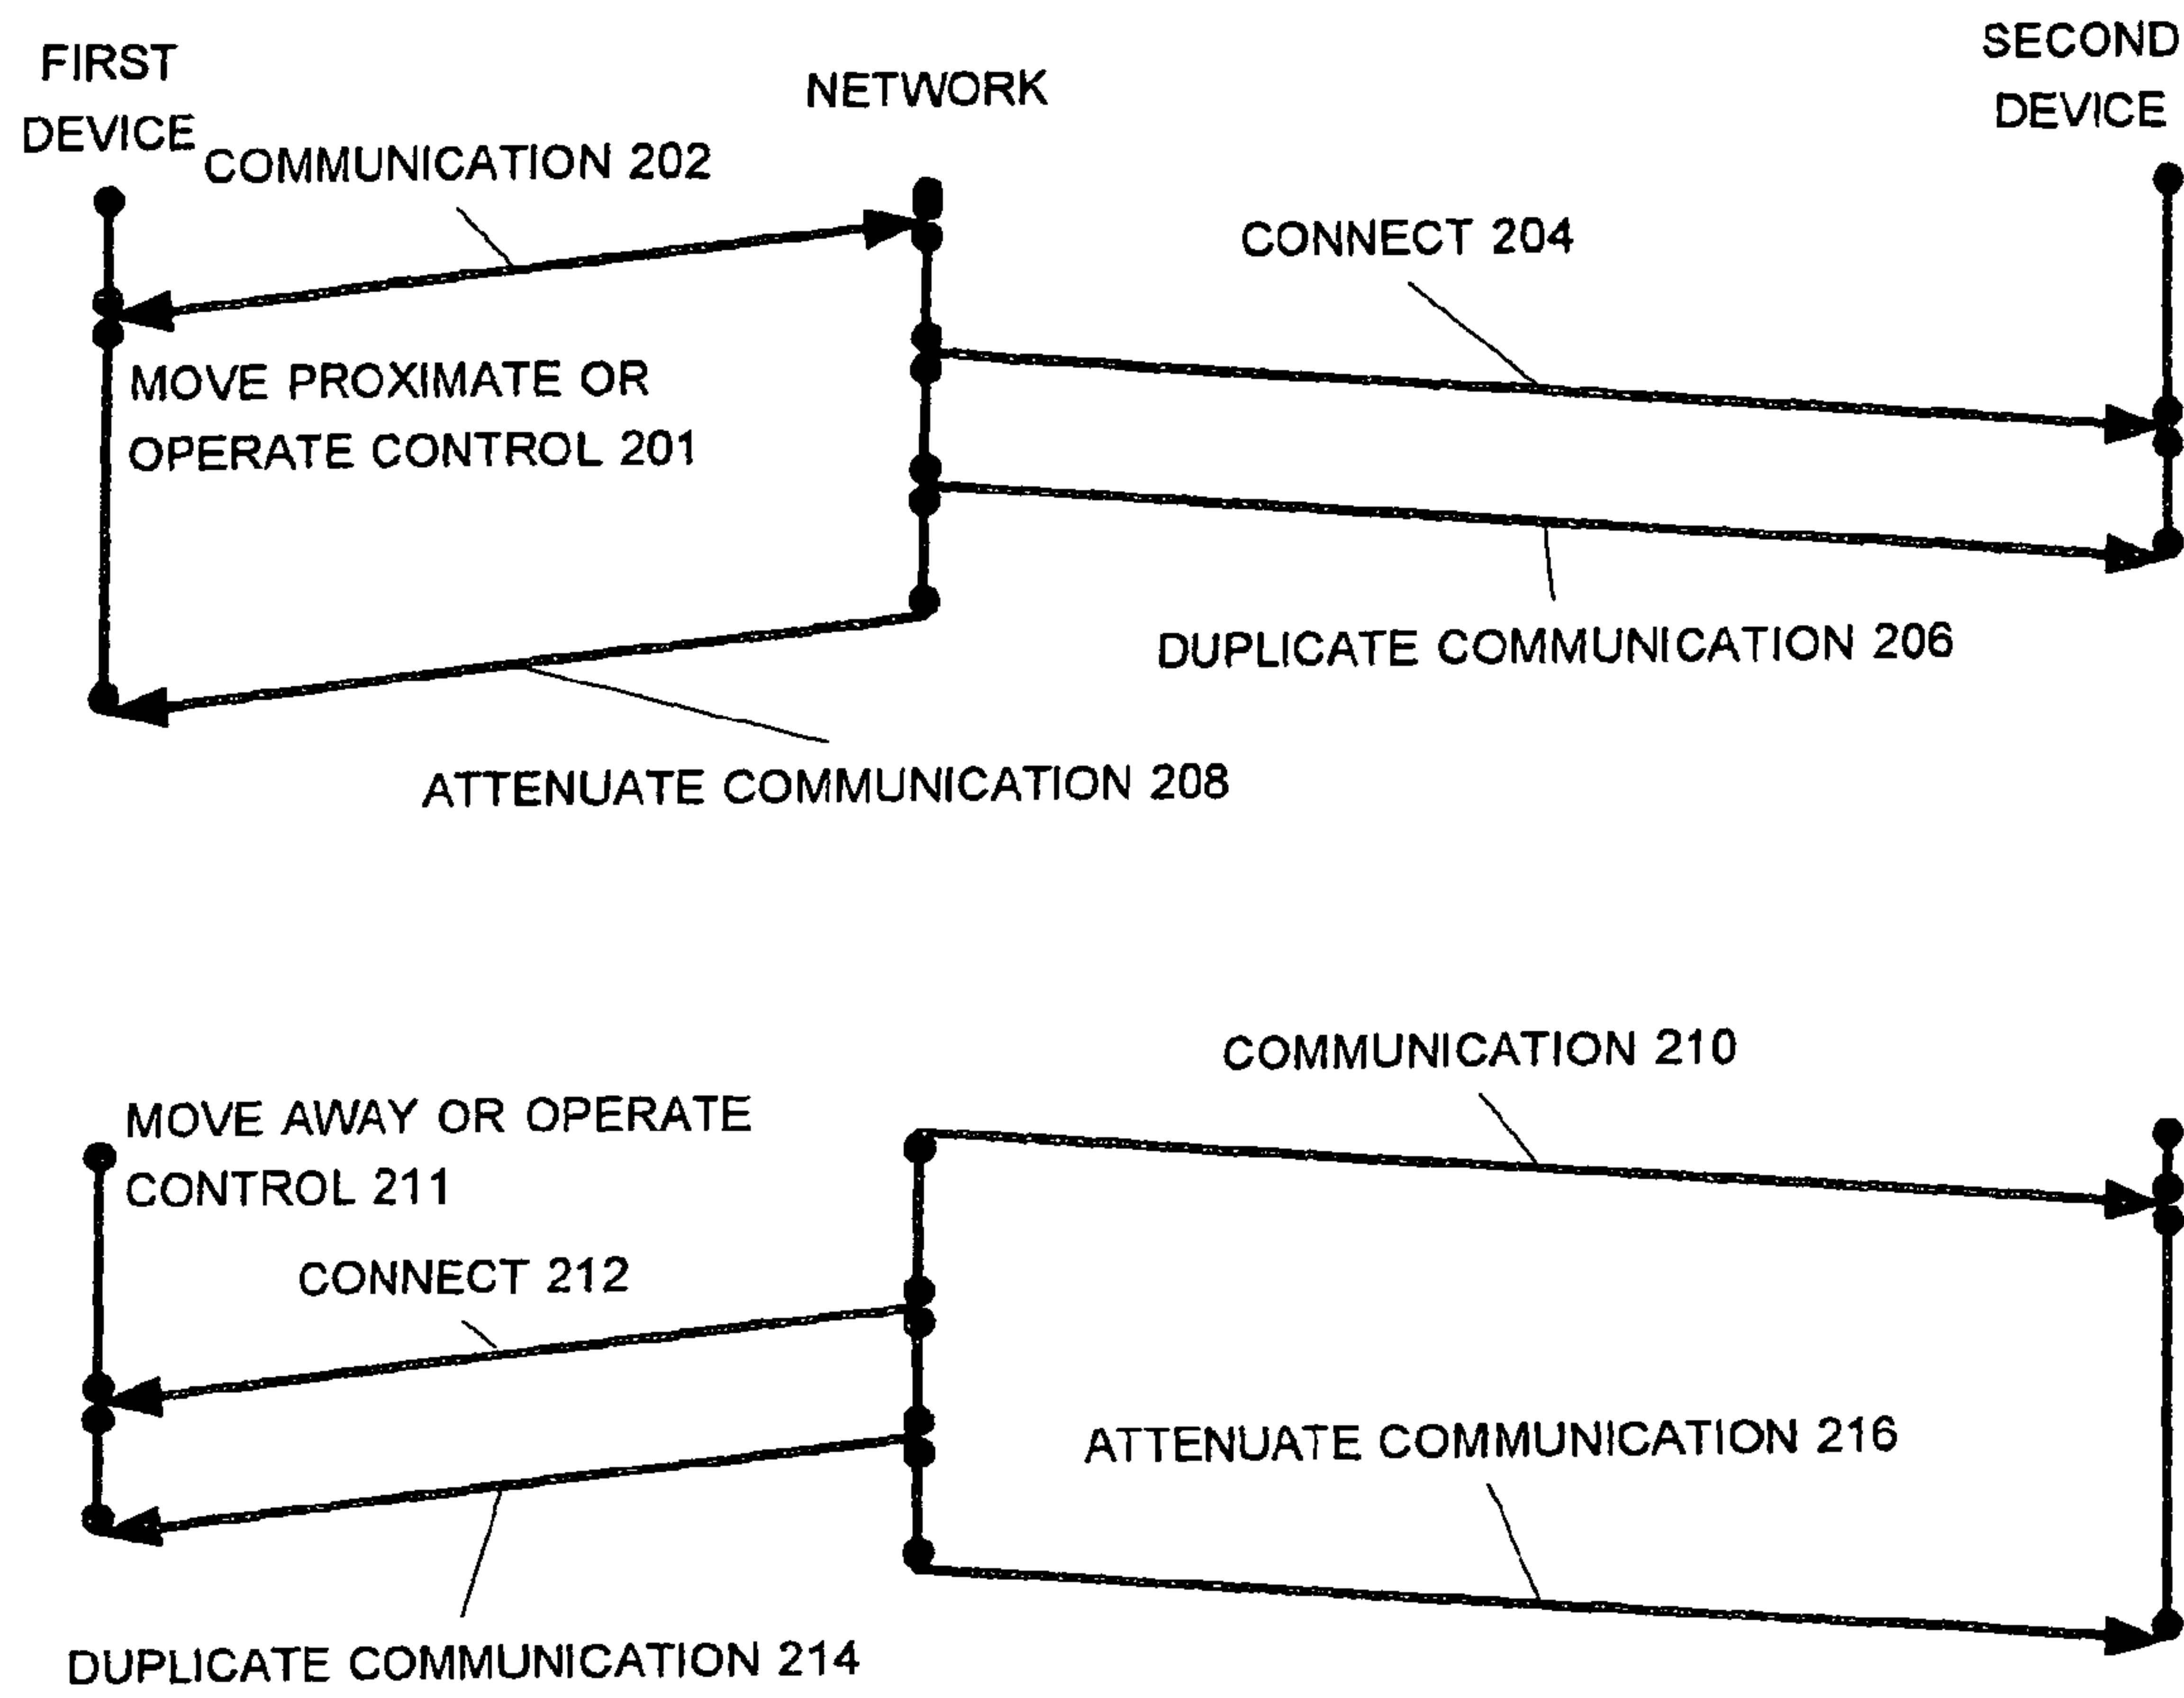 FIRST
DEVICE
NETWORK
SECOND
DEVICE
COMMUNICATION 202
CONNECT 204
MOVE PROXIMATE OR
OPERATE CONTROL 201
DUPLICATE COMMUNICATION 206
ATTENUATE COMMUNICATION 208
COMMUNICATION 210
MOVE AWAY OR OPERATE
CONTROL 211
CONNECT 212
ATTENUATE COMMUNICATION 216
DUPLICATE COMMUNICATION 214